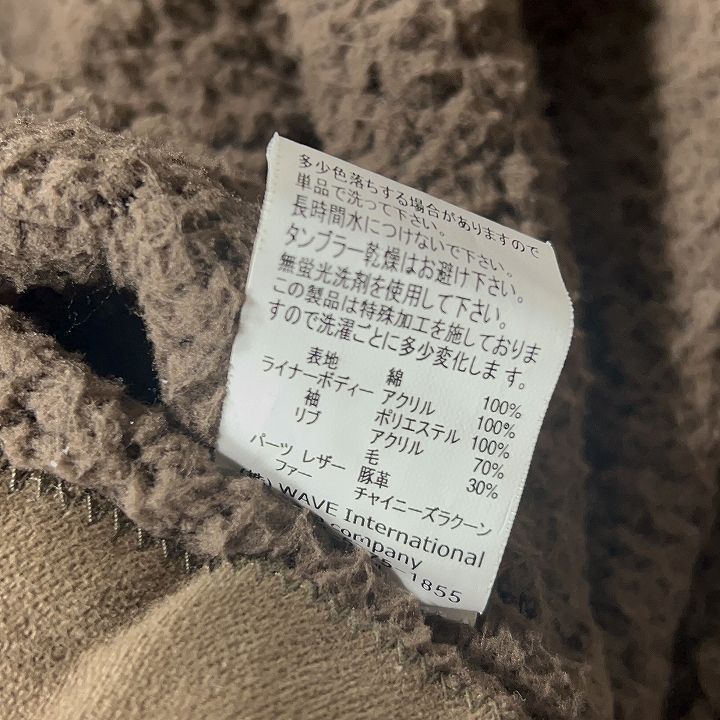 多少色落ちする場合がありますので
単品で洗って下さい。
長時間水につけないで下さい。
タンブラー乾燥はお避け下さい。
無蛍光洗剤を使用して下さい。
この製品は特殊加工を施しておりま
すので洗濯ごとに多少変化しま す。
表地 綿 100%
ライナーボディー アクリル 100%
袖 ポリエステル 100%
リブ アクリル 70%
毛 30%
パーツ レザー 豚革
ファー チャイニーズラクーン
(株) WAVE International
company
1855